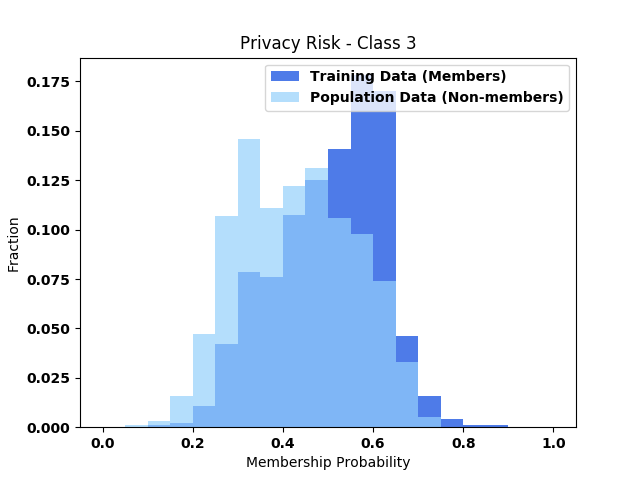 Privacy Risk - Class 3
Training Data (Members)
Population Data (Non-members)
0.175
0.150
0.125
0.100
0.075
0.050
0.025
0.000
Fraction
0.0 0.2 0.4 0.6 0.8 1.0
Membership Probability